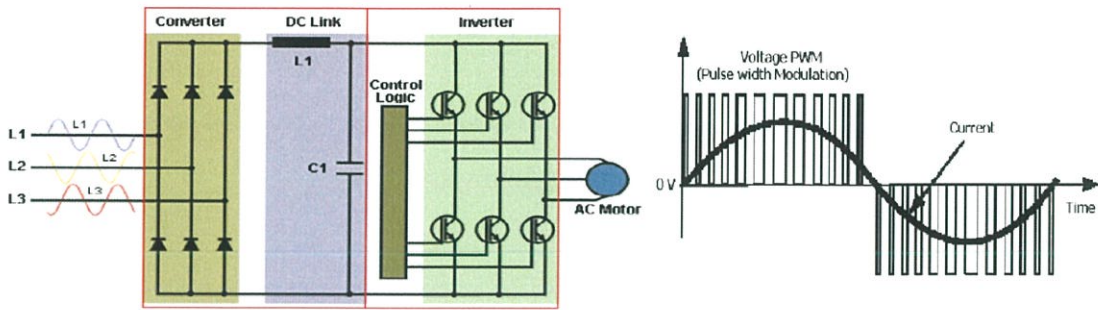 Converter
DC Link
Inverter
L1
Control
Logic
L1
L1
L2
L2
L3
L3
C1
AC Motor
Voltage PWM
(Pulse width Modulation)
Current
0 V
Time